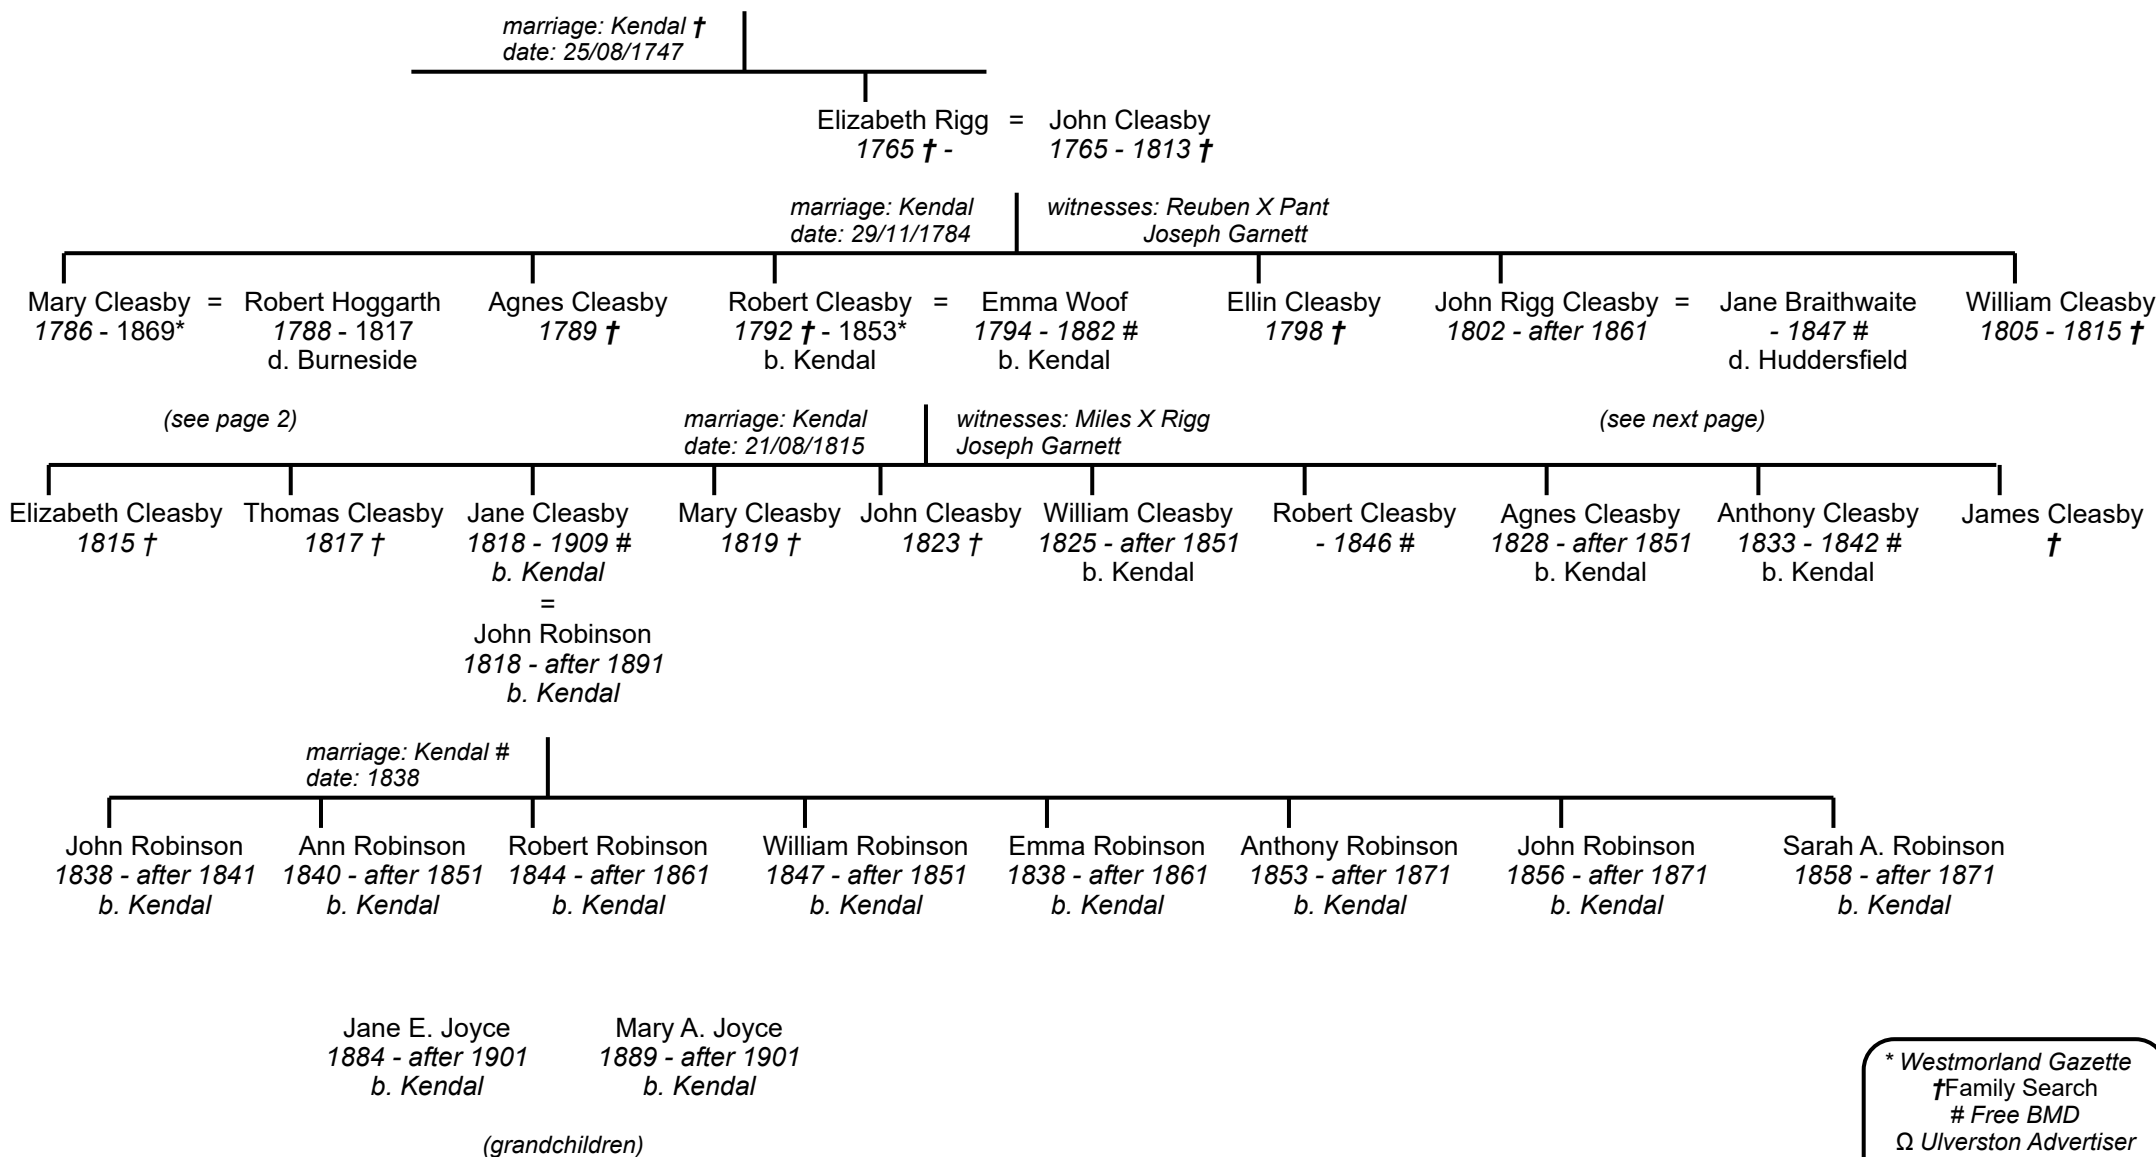 marriage: Kendal †
date: 25/08/1747
Elizabeth Rigg = John Cleasby
1765 † - 1765 - 1813 †
marriage: Kendal witnesses: Reuben X Pant
date: 29/11/1784 Joseph Garnett
Mary Cleasby = Robert Hoggarth Agnes Cleasby Robert Cleasby = Emma Woof Ellin Cleasby John Rigg Cleasby = Jane Braithwaite William Cleasby
1786 - 1869* 1788 - 1817 1789 † 1792 † - 1853* 1794 - 1882 # 1798 † 1802 - after 1861 - 1847 # 1805 - 1815 †
d. Burneside b. Kendal b. Kendal d. Huddersfield
(see page 2) marriage: Kendal witnesses: Miles X Rigg (see next page)
date: 21/08/1815 Joseph Garnett
Elizabeth Cleasby Thomas Cleasby Jane Cleasby Mary Cleasby John Cleasby William Cleasby Robert Cleasby Agnes Cleasby Anthony Cleasby James Cleasby
1815 † 1817 † 1818 - 1909 # 1819 † 1823 † 1825 - after 1851 - 1846 # 1828 - after 1851 1833 - 1842 # †
b. Kendal b. Kendal b. Kendal b. Kendal
=
John Robinson
1818 - after 1891
b. Kendal
marriage: Kendal #
date: 1838
John Robinson Ann Robinson Robert Robinson William Robinson Emma Robinson Anthony Robinson John Robinson Sarah A. Robinson
1838 - after 1841 1840 - after 1851 1844 - after 1861 1847 - after 1851 1838 - after 1861 1853 - after 1871 1856 - after 1871 1858 - after 1871
b. Kendal b. Kendal b. Kendal b. Kendal b. Kendal b. Kendal b. Kendal b. Kendal
Jane E. Joyce Mary A. Joyce
1884 - after 1901 1889 - after 1901
b. Kendal b. Kendal
(grandchildren)
* Westmorland Gazette
†Family Search
# Free BMD
Ω Ulverston Advertiser